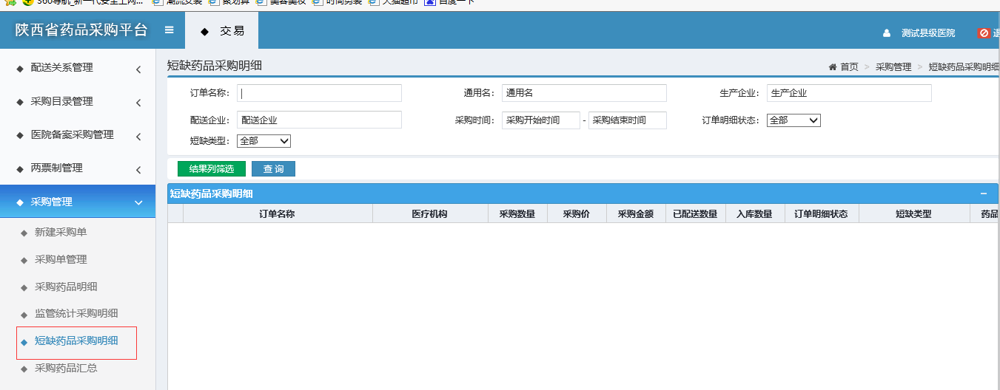 360导航_新一代安全上网... 潮流女装 聚划算 美容美妆 时尚男装 天猫超市 百度一下
陕西省药品采购平台 交易 测试县级医院 退
配送关系管理
采购目录管理
医院备案采购管理
两票制管理
采购管理
新建采购单
采购单管理
采购药品明细
监管统计采购明细
短缺药品采购明细
采购药品汇总
短缺药品采购明细 首页 > 采购管理 > 短缺药品采购明细
订单名称: 通用名: 通用名 生产企业: 生产企业
配送企业: 配送企业 采购时间: 采购开始时间 - 采购结束时间 订单明细状态: 全部
短缺类型: 全部
结果列筛选 查 询
短缺药品采购明细
订单名称 医疗机构 采购数量 采购价 采购金额 已配送数量 入库数量 订单明细状态 短缺类型 药品